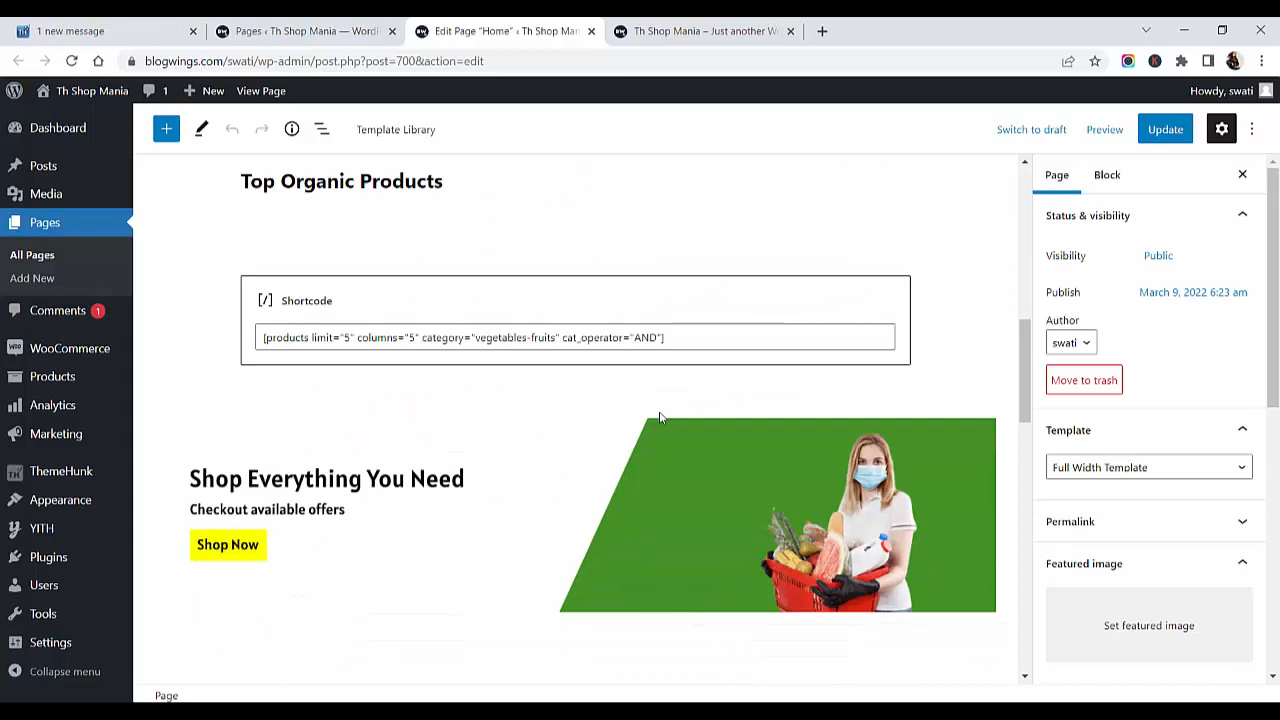 1 new message
Pages ‹ Th Shop Mania — Word
Edit Page "Home" ‹ Th Shop Man
Th Shop Mania – Just another W
blogwings.com/swati/wp-admin/post.php?post=700&action=edit
Th Shop Mania
1
New
View Page
Howdy, swati
Template Library
Switch to draft
Preview
Update
Dashboard
Posts
Media
Pages
All Pages
Add New
Comments 1
WooCommerce
Products
Analytics
Marketing
ThemeHunk
Appearance
YITH
Plugins
Users
Tools
Settings
Collapse menu
Top Organic Products
[/] Shortcode
[products limit="5" columns="5" category="vegetables-fruits" cat_operator="AND"]
Shop Everything You Need
Checkout available offers
Shop Now
Page
Page
Block
Status & visibility
Visibility
Public
Publish
March 9, 2022 6:23 am
Author
swati
Move to trash
Template
Full Width Template
Permalink
Featured image
Set featured image